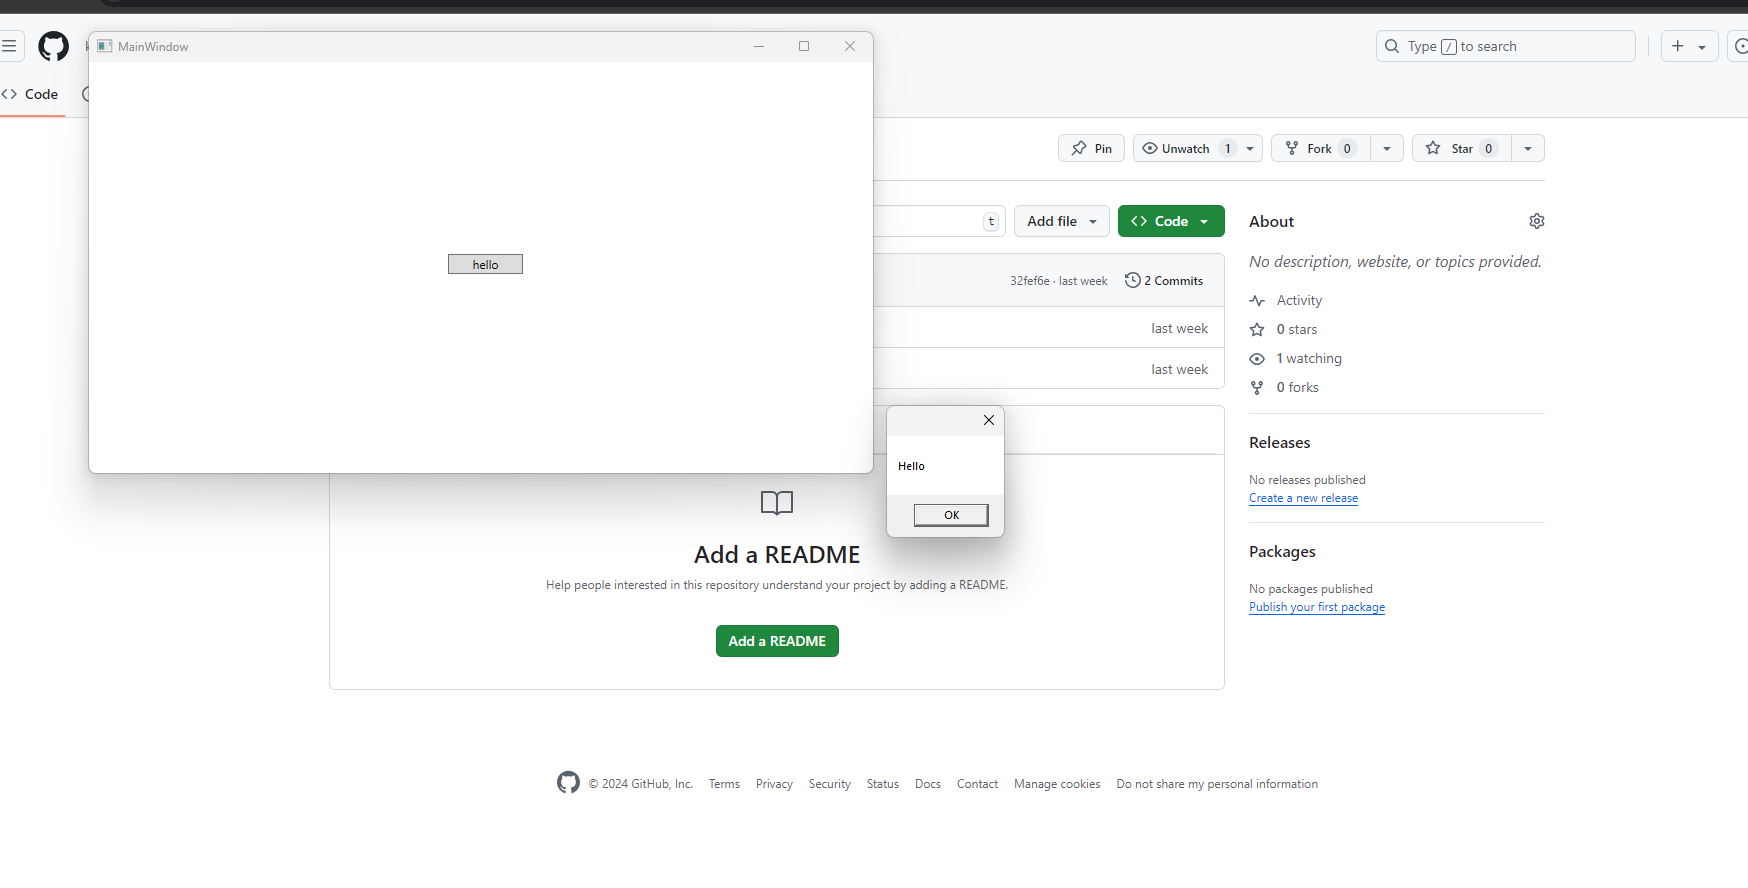 MainWindow
Type / to search
Code
Pin
Unwatch 1
Fork 0
Star 0
t
Add file
Code
About
hello
No description, website, or topics provided.
32fef6e · last week
2 Commits
Activity
last week
0 stars
1 watching
last week
0 forks
Hello
OK
Releases
No releases published
Create a new release
Add a README
Help people interested in this repository understand your project by adding a README.
Add a README
Packages
No packages published
Publish your first package
© 2024 GitHub, Inc. Terms Privacy Security Status Docs Contact Manage cookies Do not share my personal information